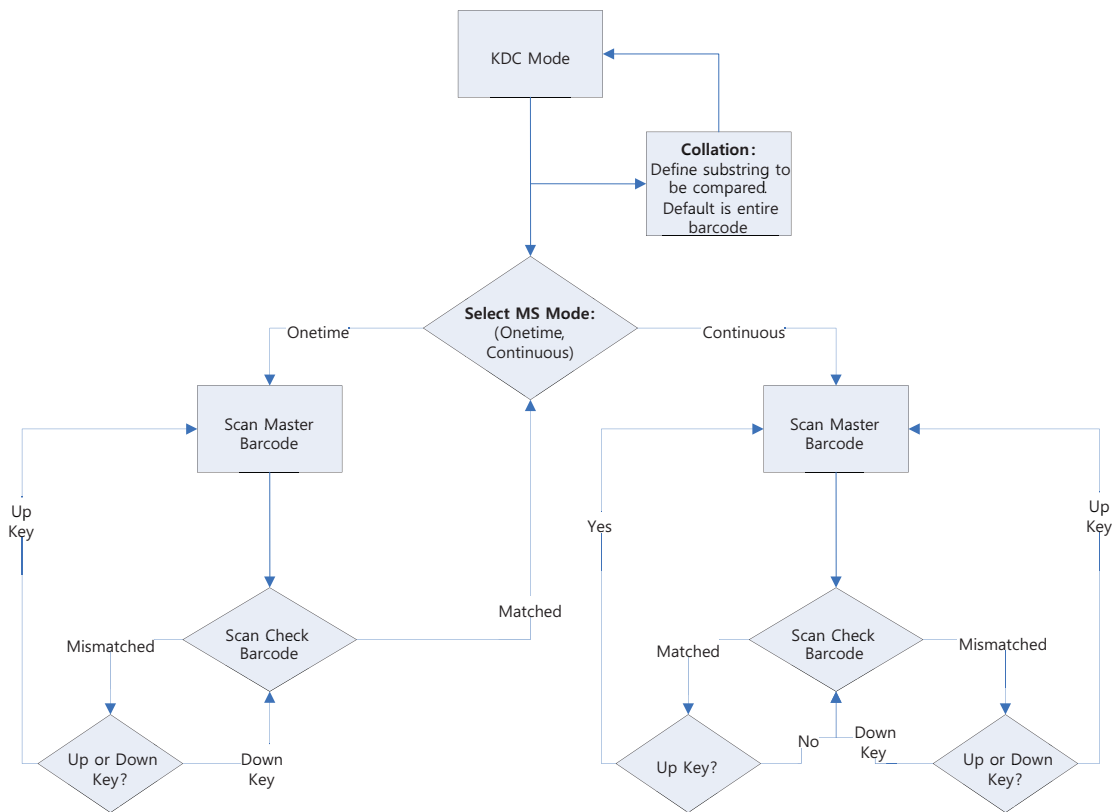 KDC Mode
Collation:
Define substring to
be compared.
Default is entire
barcode
Select MS Mode:
(Onetime,
Continuous)
Onetime
Continuous
Scan Master
Barcode
Scan Master
Barcode
Up
Key
Yes
Up
Key
Matched
Scan Check
Barcode
Mismatched
Scan Check
Barcode
Matched
Mismatched
Up or Down
Key?
Down
Key
Up Key?
No
Down
Key
Up or Down
Key?